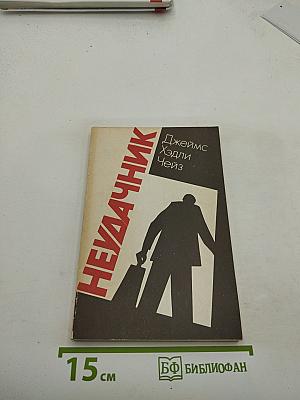 НЕУДАЧНИК
Джеймс
Хэдли
Чейз
15 см
БФ БИБЛИОФАН